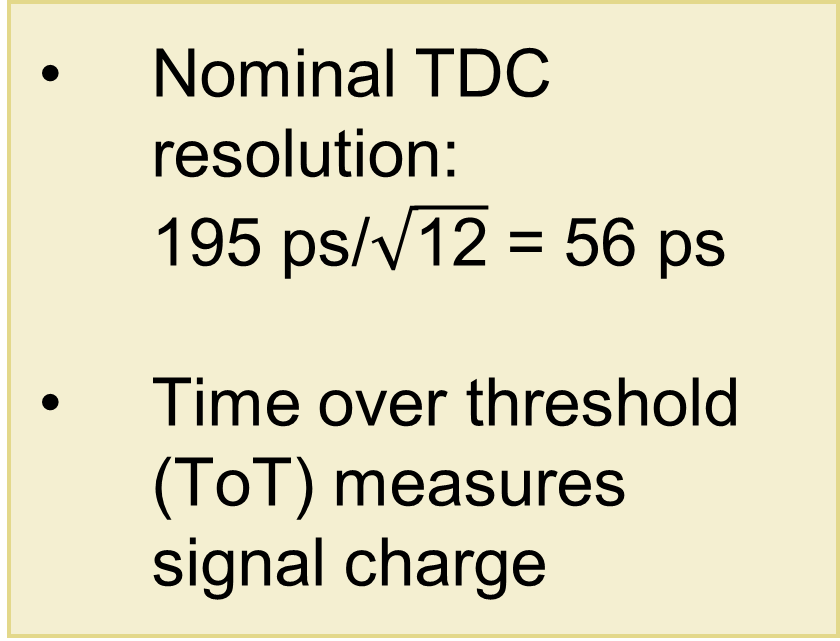 • Nominal TDC
resolution:
195 ps/√12 = 56 ps
• Time over threshold
(ToT) measures
signal charge